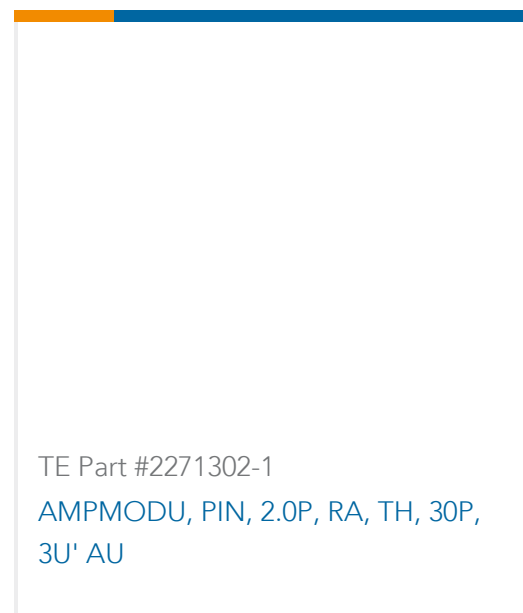 TE Part #2271302-1
AMPMODU, PIN, 2.0P, RA, TH, 30P,
3U' AU